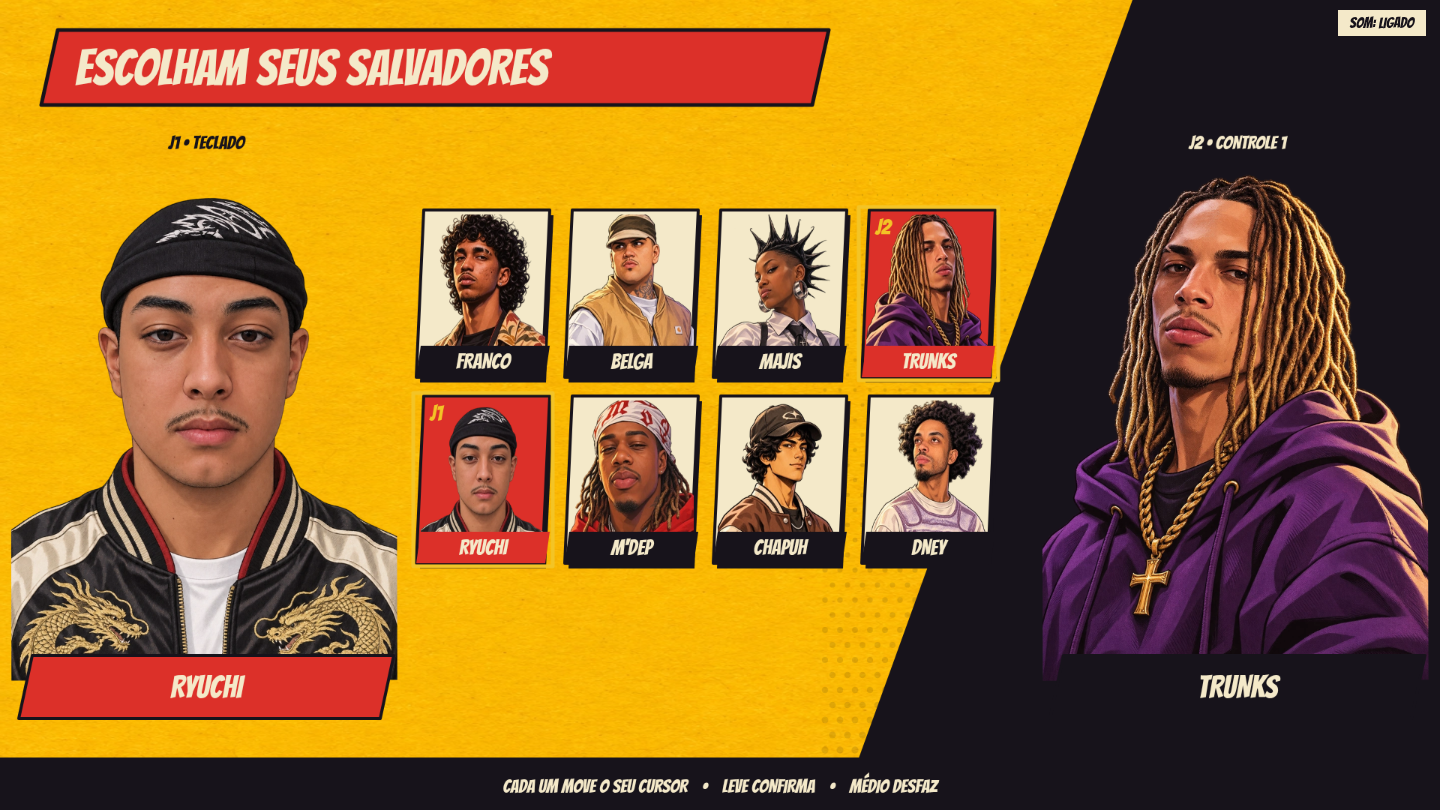 SOM: LIGADO
ESCOLHAM SEUS SALVADORES
J1 • TECLADO
J2 • CONTROLE 1
J2
FRANCO
BELGA
MAJIS
TRUNKS
J1
M
RYUCHI
M'DEP
CHAPUH
DNEY
RYUCHI
TRUNKS
CADA UM MOVE O SEU CURSOR • LEVE CONFIRMA • MÉDIO DESFAZ